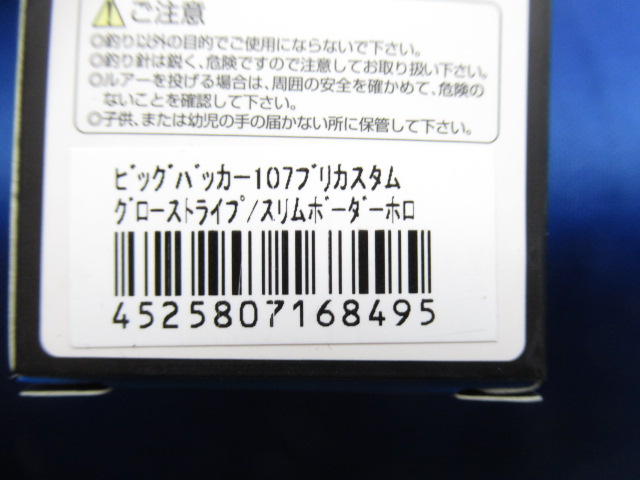 ご注意
◎釣り以外の目的でご使用にならないで下さい。
◎釣り針は鋭く、危険ですので注意してお取り扱い下さい。
◎ルアーを投げる場合は、周囲の安全を確かめて、危険の
ないことを確認して下さい。
◎子供、または幼児の手の届かない所に保管して下さい。
ビッグバッカー107ブリカスタム
グローストライプ/スリムボーダーホロ
4525807168495